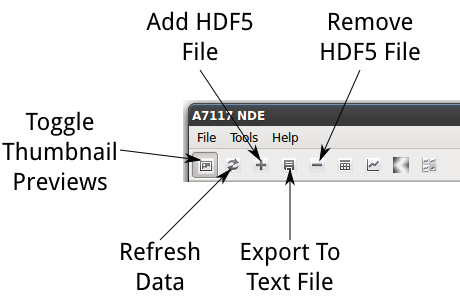 Add HDF5
File
Remove
HDF5 File
Toggle
Thumbnail
Previews
A7117 NDE
File Tools Help
Refresh
Data
Export To
Text File